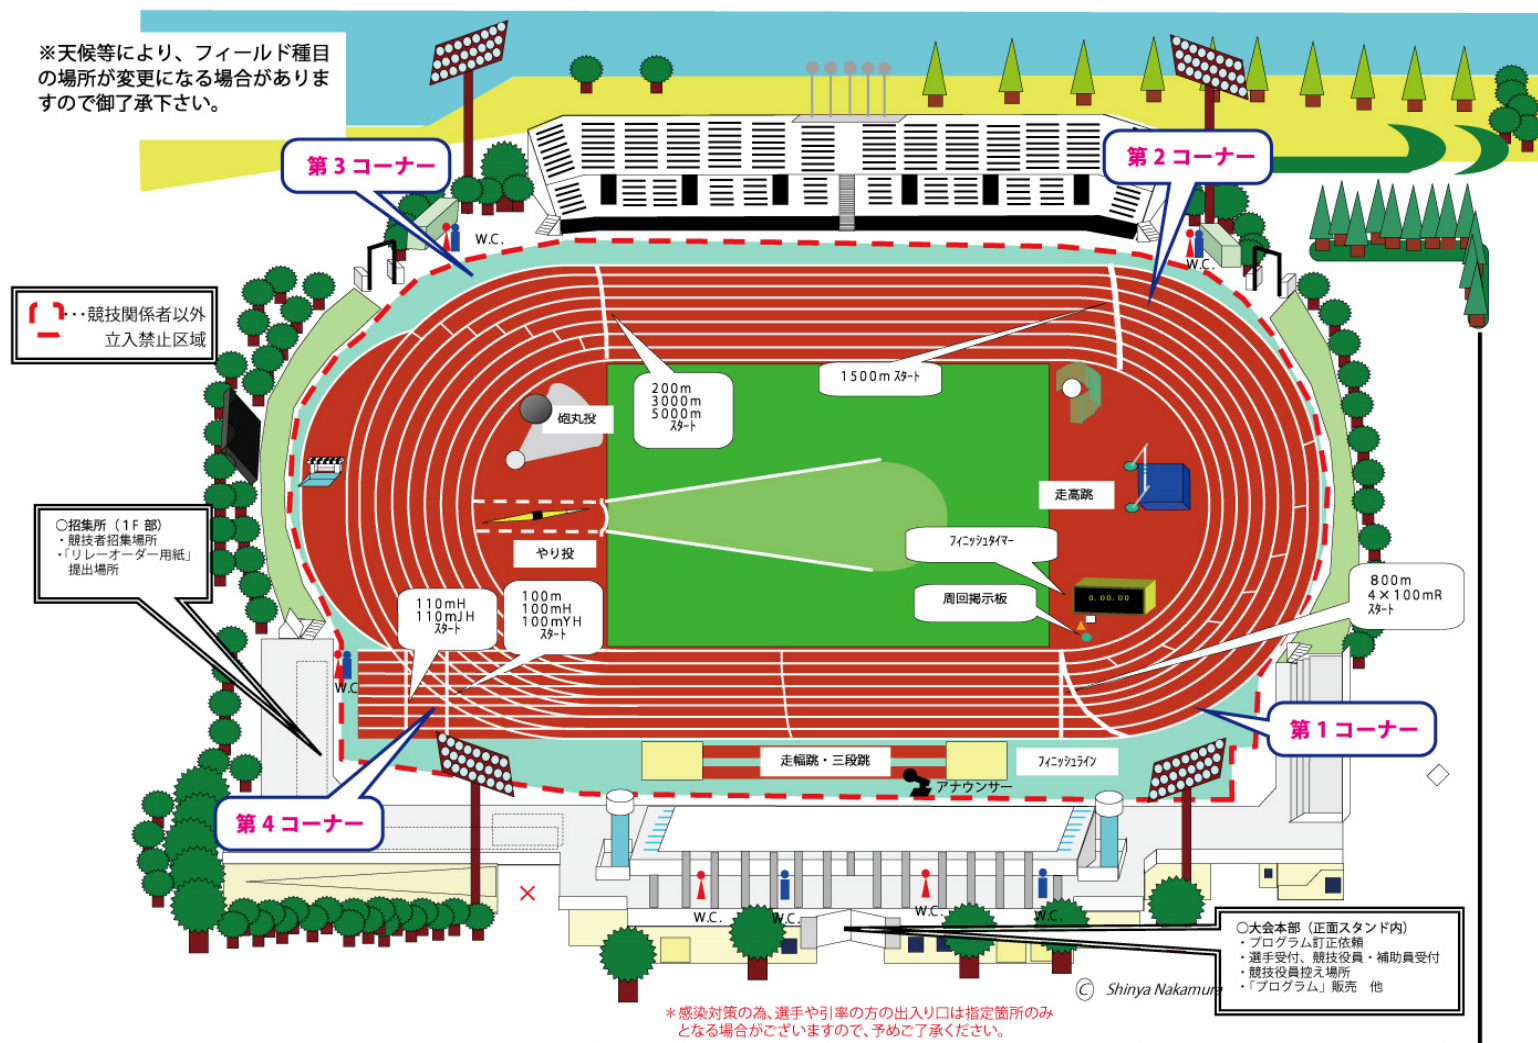 ※天候等により、フィールド種目
の場所が変更になる場合がありま
すので御了承下さい。
第3コーナー
第2コーナー
W.C.
W.C.
・・・競技関係者以外
立入禁止区域
200m
3000m
5000m
スタート
1500mスタート
砲丸投
走高跳
○招集所（1F 部）
・競技者招集場所
・「リレーオーダー用紙」
提出場所
やり投
フィニッシュタイマー
0.00.00
周回掲示板
800m
4×100mR
スタート
110mH
110mJH
スタート
100m
100mH
100mYH
スタート
W.C
第1コーナー
走幅跳・三段跳
フィニッシュライン
アナウンサー
第4コーナー
W.C.
W.C.
W.C.
W.C.
○大会本部（正面スタンド内）
・プログラム訂正依頼
・選手受付、競技役員・補助員受付
・競技役員控え場所
・「プログラム」販売　他
Ⓒ Shinya Nakamura
＊感染対策の為、選手や引率の方の出入り口は指定箇所のみ
となる場合がございますので、予めご了承ください。